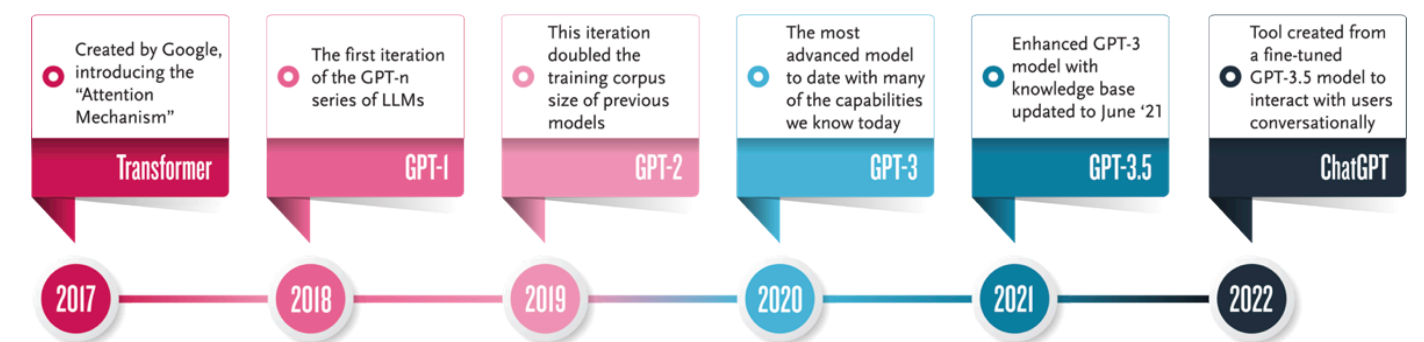 Created by Google,
introducing the
“Attention
Mechanism”
Transformer
2017
The first iteration
of the GPT-n
series of LLMs
GPT-1
2018
This iteration
doubled the
training corpus
size of previous
models
GPT-2
2019
The most
advanced model
to date with many
of the capabilities
we know today
GPT-3
2020
Enhanced GPT-3
model with
knowledge base
updated to June ‘21
GPT-3.5
2021
Tool created from
a fine-tuned
GPT-3.5 model to
interact with users
conversationally
ChatGPT
2022